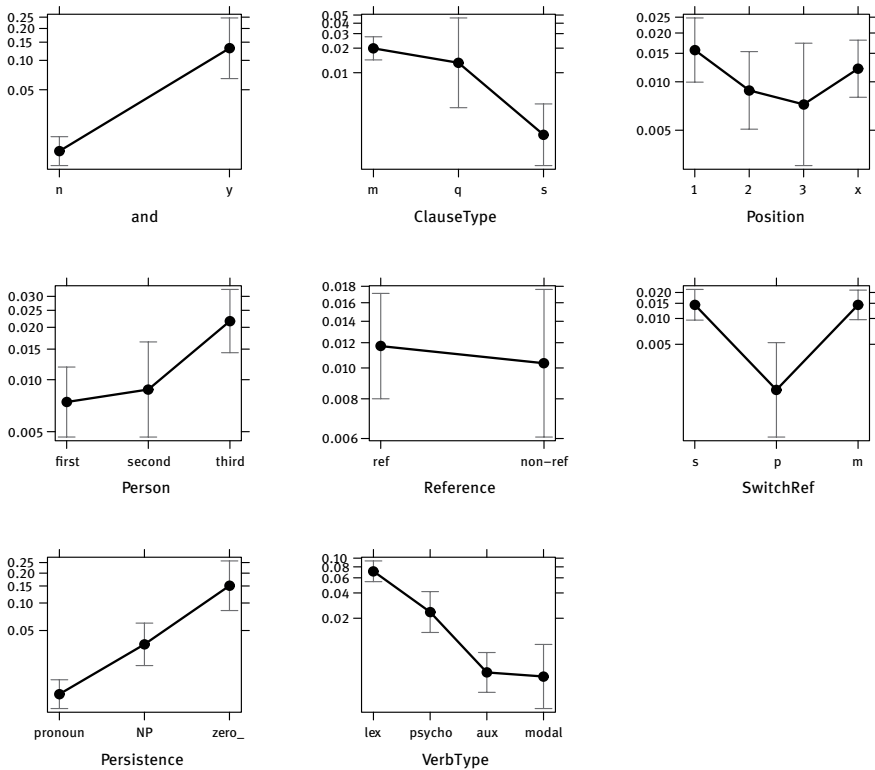 0.25
0.15
0.10
0.05
n y
and
0.05
0.04
0.03
0.02
0.01
m q s
ClauseType
0.025
0.015
0.010
0.005
1 2 3 x
Position
0.030
0.025
0.020
0.015
0.010
0.005
first second third
Person
0.018
0.016
0.014
0.012
0.010
0.008
0.006
ref non-ref
Reference
0.020
0.015
0.010
0.005
s p m
SwitchRef
0.25
0.20
0.15
0.10
0.05
pronoun NP zero_
Persistence
0.10
0.08
0.06
0.04
0.02
lex psycho aux modal
VerbType